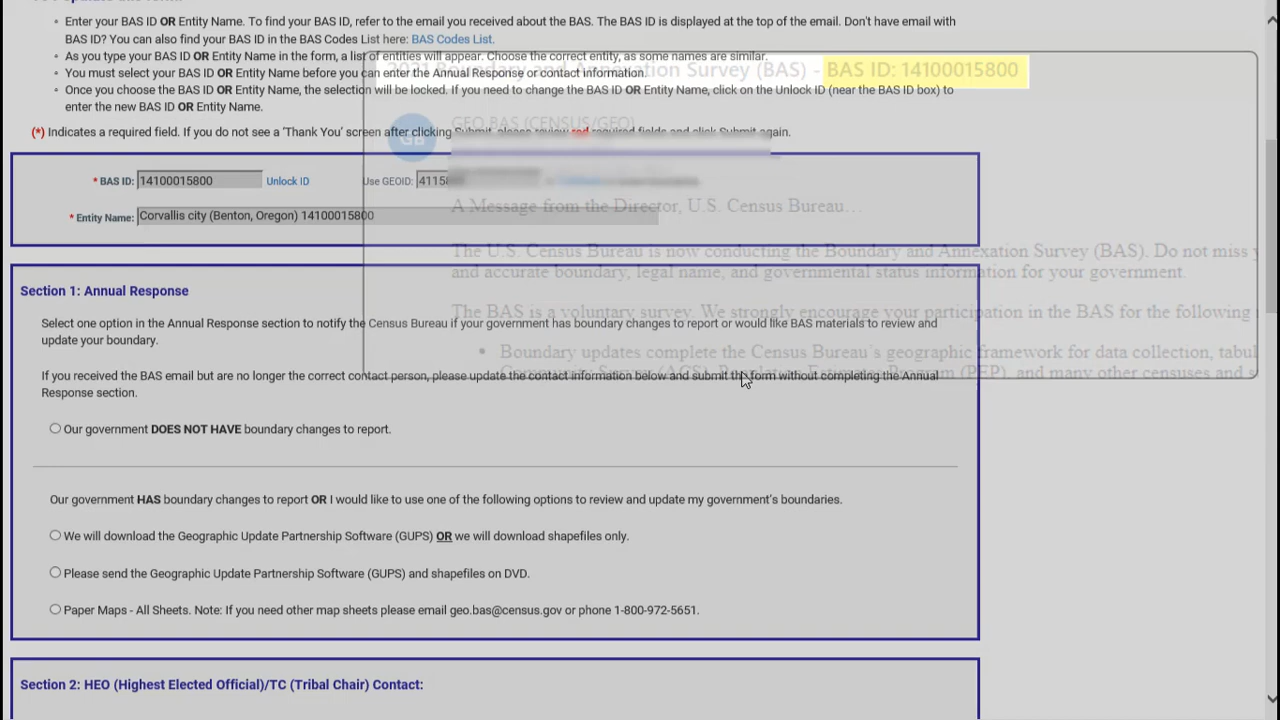 Enter your BAS ID OR Entity Name. To find your BAS ID, refer to the email you received about the BAS. The BAS ID is displayed at the top of the email. Don't have email with
BAS ID? You can also find your BAS ID in the BAS Codes List here: BAS Codes List.
As you type your BAS ID OR Entity Name in the form, a list of entities will appear. Choose the correct entity, as some names are similar.
You must select your BAS ID OR Entity Name before you can enter the Annual Response or contact information.
Once you choose the BAS ID OR Entity Name, the selection will be locked. If you need to change the BAS ID OR Entity Name, click on the Unlock ID (near the BAS ID box) to
enter the new BAS ID OR Entity Name.
(*) Indicates a required field. If you do not see a 'Thank You' screen after clicking Submit, please review red required fields and click Submit again.
* BAS ID: 14100015800 Unlock ID Use GEOID: 4115
* Entity Name: Corvallis city (Benton, Oregon) 14100015800
2021 Boundary and Annexation Survey (BAS) - BAS ID: 14100015800
GB
GEO BAS (CENSUS/GEO)
A Message from the Director, U.S. Census Bureau…
The U.S. Census Bureau is now conducting the Boundary and Annexation Survey (BAS). Do not miss
and accurate boundary, legal name, and governmental status information for your government.
The BAS is a voluntary survey. We strongly encourage your participation in the BAS for the following
• Boundary updates complete the Census Bureau's geographic framework for data collection, tabul
(PEP), and many other censuses and s
Section 1: Annual Response
Select one option in the Annual Response section to notify the Census Bureau if your government has boundary changes to report or would like BAS materials to review and
update your boundary.
If you received the BAS email but are no longer the correct contact person, please update the contact information below and submit the form without completing the Annual
Response section.
Our government DOES NOT HAVE boundary changes to report.
Our government HAS boundary changes to report OR I would like to use one of the following options to review and update my government's boundaries.
We will download the Geographic Update Partnership Software (GUPS) OR we will download shapefiles only.
Please send the Geographic Update Partnership Software (GUPS) and shapefiles on DVD.
Paper Maps - All Sheets. Note: If you need other map sheets please email geo.bas@census.gov or phone 1-800-972-5651.
Section 2: HEO (Highest Elected Official)/TC (Tribal Chair) Contact: